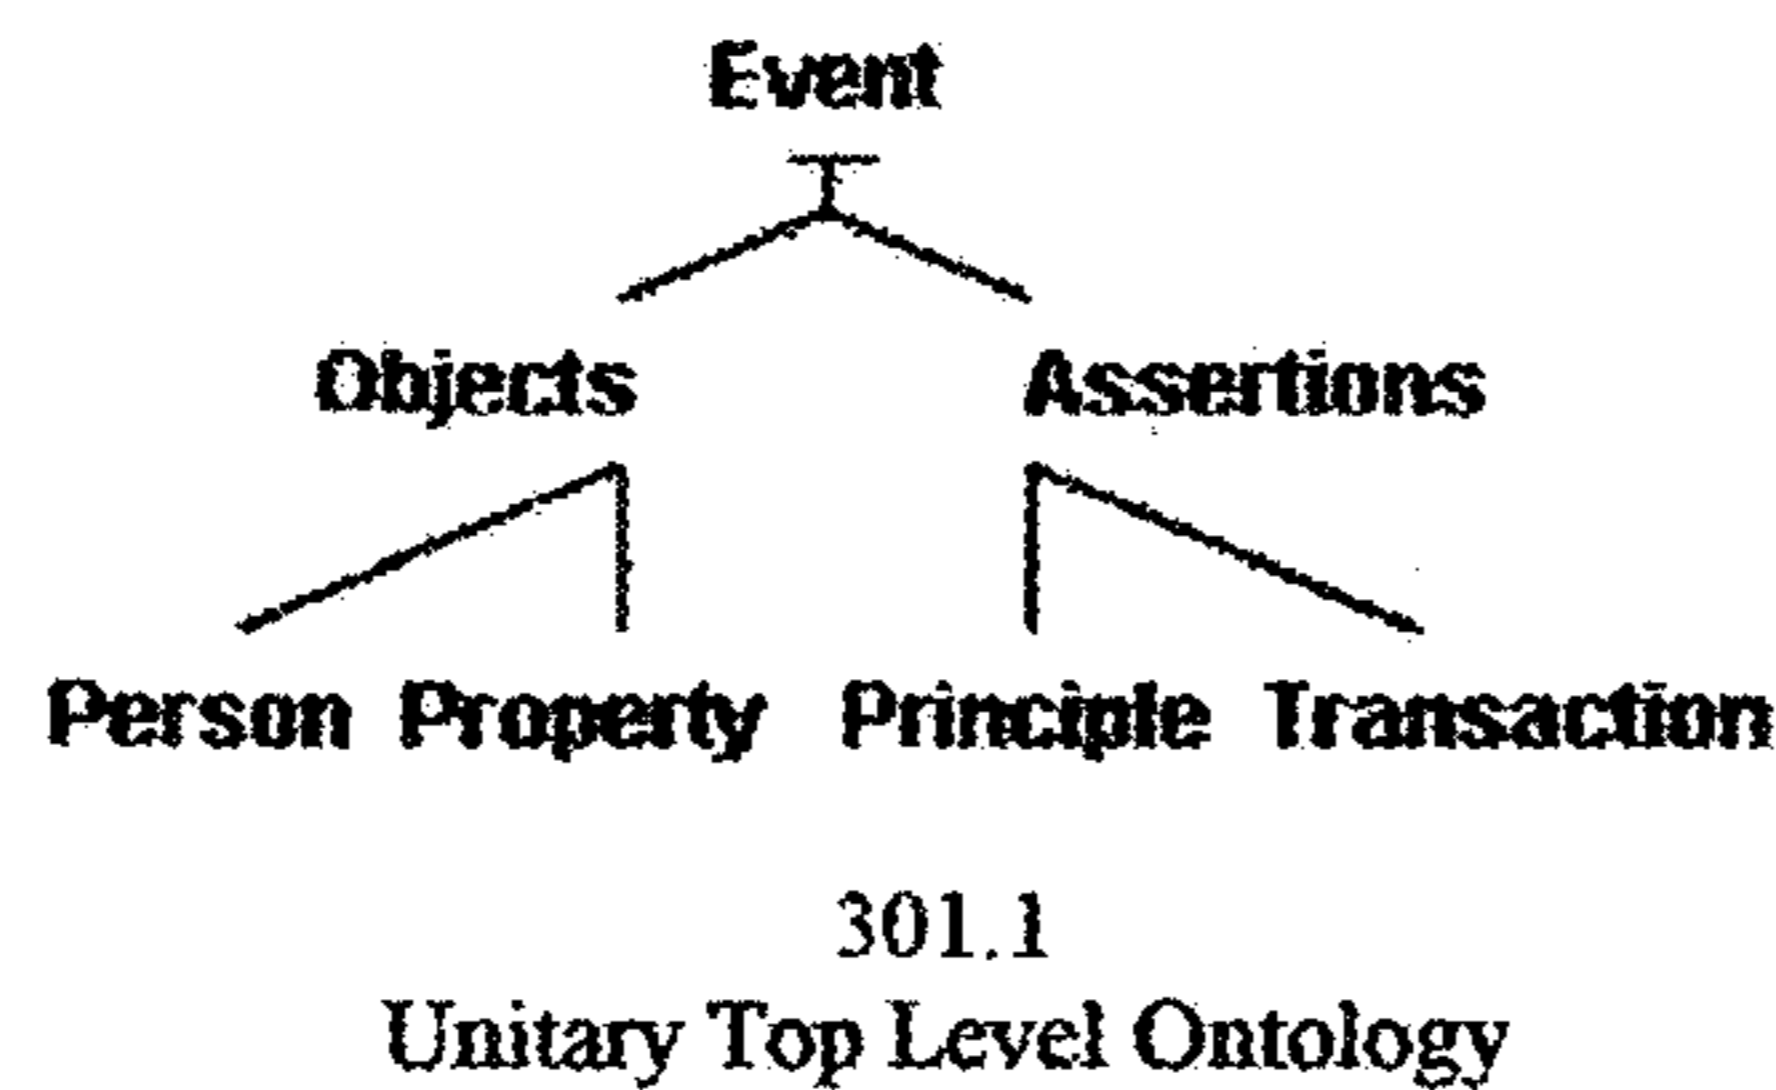 Event
Objects Assertions
Person Property Principle Transaction
301.1
Unitary Top Level Ontology